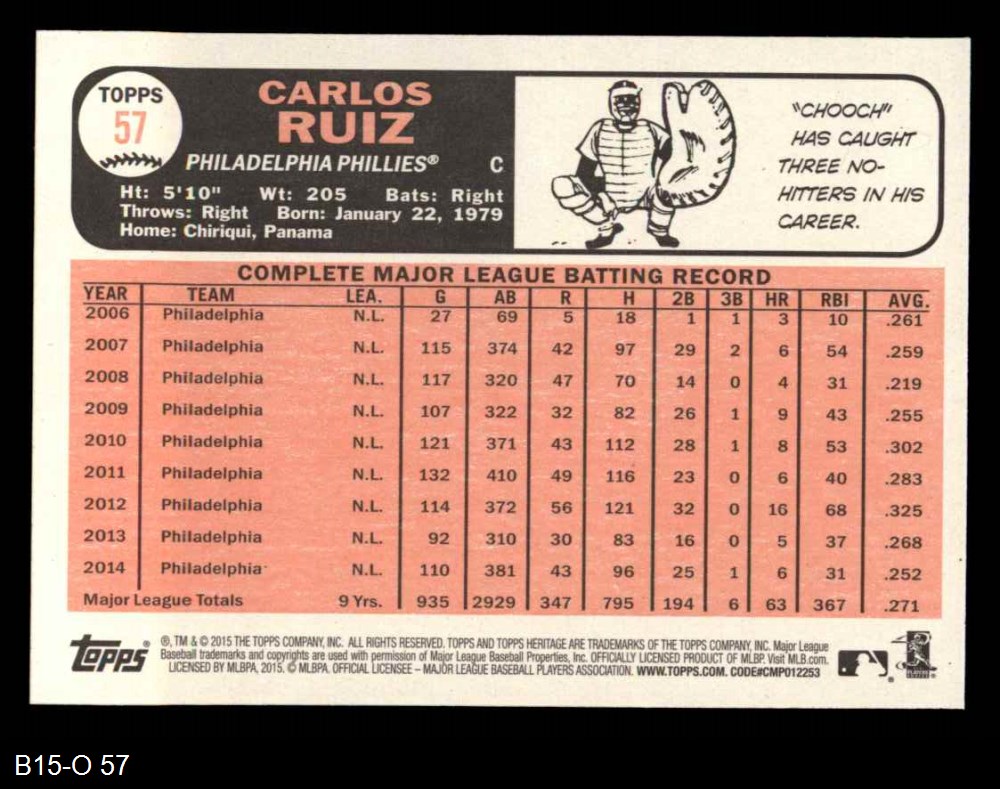 TOPPS
57
CARLOS
RUIZ
PHILADELPHIA PHILLIES® C
Ht: 5'10" Wt: 205 Bats: Right
Throws: Right Born: January 22, 1979
Home: Chiriqui, Panama
"CHOOCH"
HAS CAUGHT
THREE NO-
HITTERS IN HIS
CAREER.
COMPLETE MAJOR LEAGUE BATTING RECORD
YEAR TEAM LEA. G AB R H 2B 3B HR RBI AVG.
2006 Philadelphia N.L. 27 69 5 18 1 1 3 10 .261
2007 Philadelphia N.L. 115 374 42 97 29 2 6 54 .259
2008 Philadelphia N.L. 117 320 47 70 14 0 4 31 .219
2009 Philadelphia N.L. 107 322 32 82 26 1 9 43 .255
2010 Philadelphia N.L. 121 371 43 112 28 1 8 53 .302
2011 Philadelphia N.L. 132 410 49 116 23 0 6 40 .283
2012 Philadelphia N.L. 114 372 56 121 32 0 16 68 .325
2013 Philadelphia N.L. 92 310 30 83 16 0 5 37 .268
2014 Philadelphia N.L. 110 381 43 96 25 1 6 31 .252
Major League Totals 9 Yrs. 935 2929 347 795 194 6 63 367 .271
Topps®
®, TM & © 2015 THE TOPPS COMPANY, INC. ALL RIGHTS RESERVED. TOPPS AND TOPPS HERITAGE ARE TRADEMARKS OF THE TOPPS COMPANY, INC. Major League
Baseball trademarks and copyrights are used with permission of Major League Baseball Properties, Inc. OFFICIALLY LICENSED PRODUCT OF MLBP. Visit MLB.com.
LICENSED BY MLBPA, 2015. © MLBPA. OFFICIAL LICENSEE – MAJOR LEAGUE BASEBALL PLAYERS ASSOCIATION. WWW.TOPPS.COM. CODE#CMP012253
B15-O 57